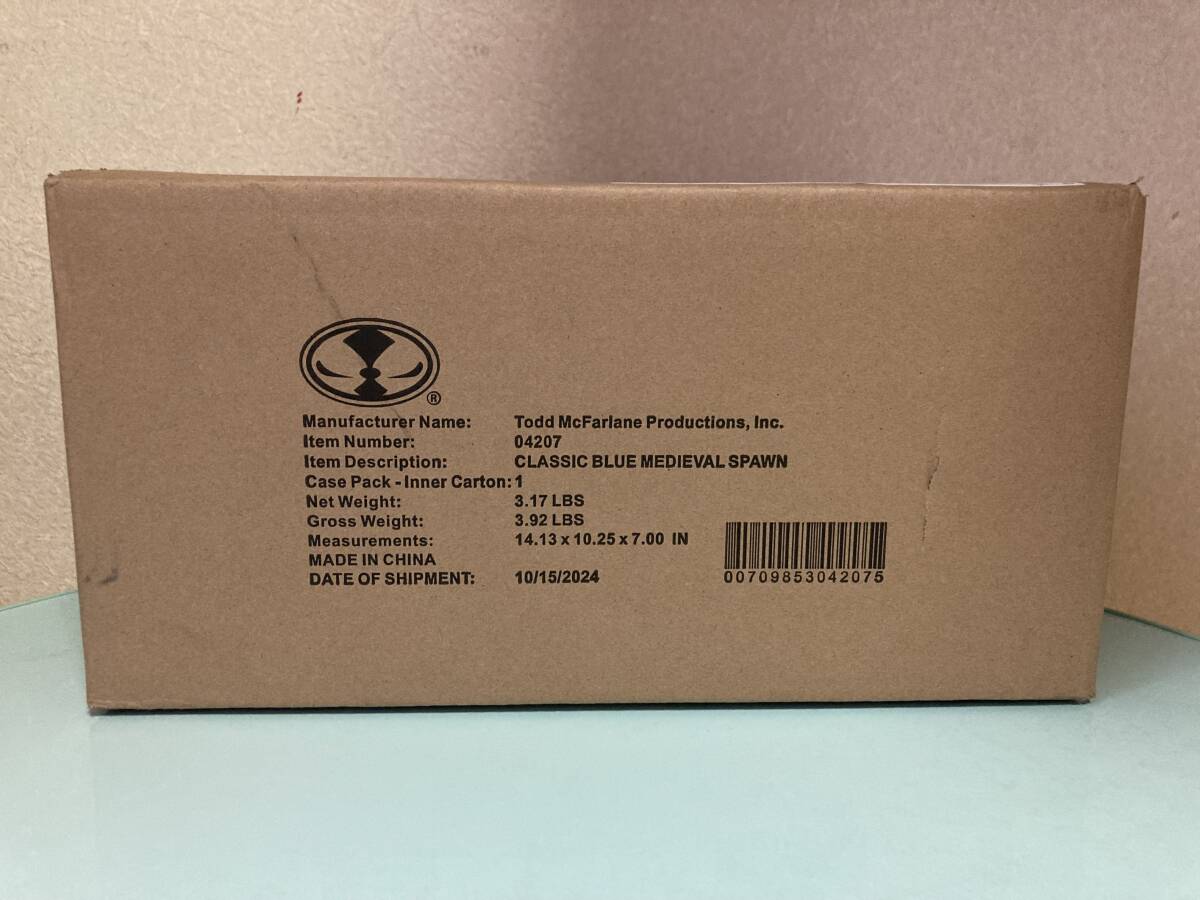 ®
Manufacturer Name: Todd McFarlane Productions, Inc.
Item Number: 04207
Item Description: CLASSIC BLUE MEDIEVAL SPAWN
Case Pack - Inner Carton: 1
Net Weight: 3.17 LBS
Gross Weight: 3.92 LBS
Measurements: 14.13 x 10.25 x 7.00 IN
MADE IN CHINA
DATE OF SHIPMENT: 10/15/2024
00709853042075